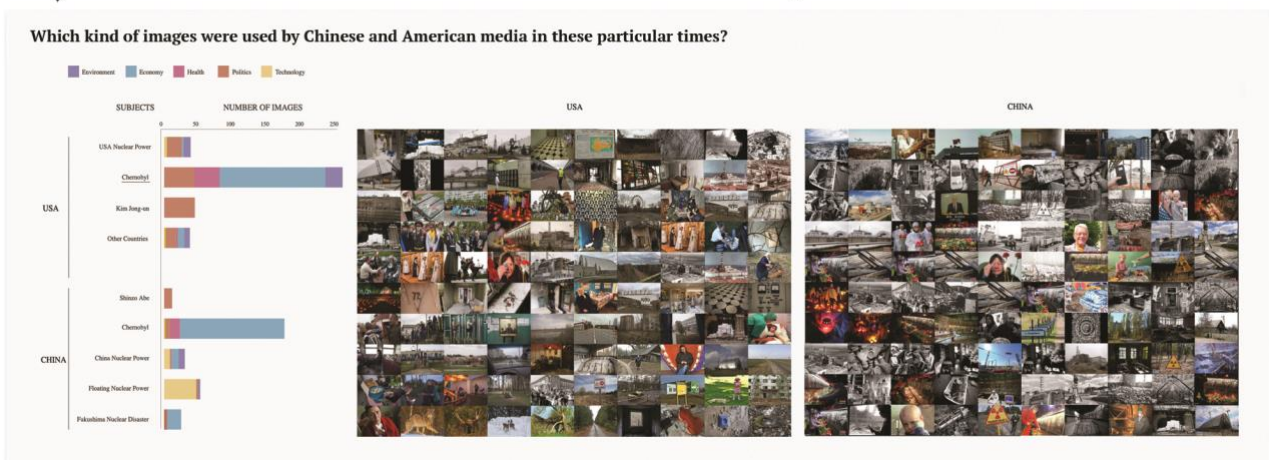 Which kind of images were used by Chinese and American media in these particular times?
Environment Economy Health Politics Technology
SUBJECTS NUMBER OF IMAGES USA CHINA
0 50 100 150 200 250
USA Nuclear Power
Chernobyl
USA
Kim Jong-un
Other Countries
Shinzo Abe
Chernobyl
CHINA
China Nuclear Power
Floating Nuclear Power
Fukushima Nuclear Disaster